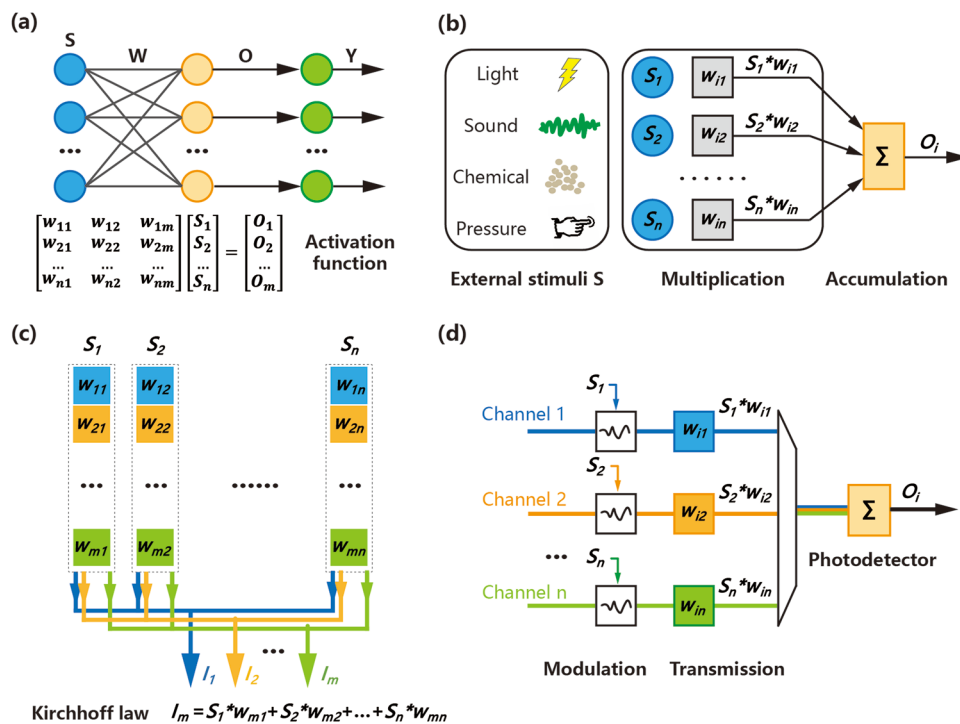 (a)
S W O Y
... ... ...
[w11 w12 w1m] [S1] [O1]
[w21 w22 w2m] [S2] = [O2]
[... ... ...] [...] [...]
[wn1 wn2 wnm] [Sn] [Om]
Activation
function
(b)
Light
Sound
Chemical
Pressure
External stimuli S
S1 wi1 S1*wi1
S2 wi2 S2*wi2
......
Sn win Sn*win
Multiplication
Σ
Oi
Accumulation
(c)
S1 S2 Sn
w11 w12 w1n
w21 w22 w2n
... ... ...... ...
wm1 wm2 wmn
...
I1 I2 Im
Kirchhoff law Im = S1*wm1+S2*wm2+...+Sn*wmn
(d)
S1
Channel 1 wi1 S1*wi1
S2
Channel 2 wi2 S2*wi2
...
Sn
Channel n win Sn*win
Σ
Oi
Photodetector
Modulation Transmission